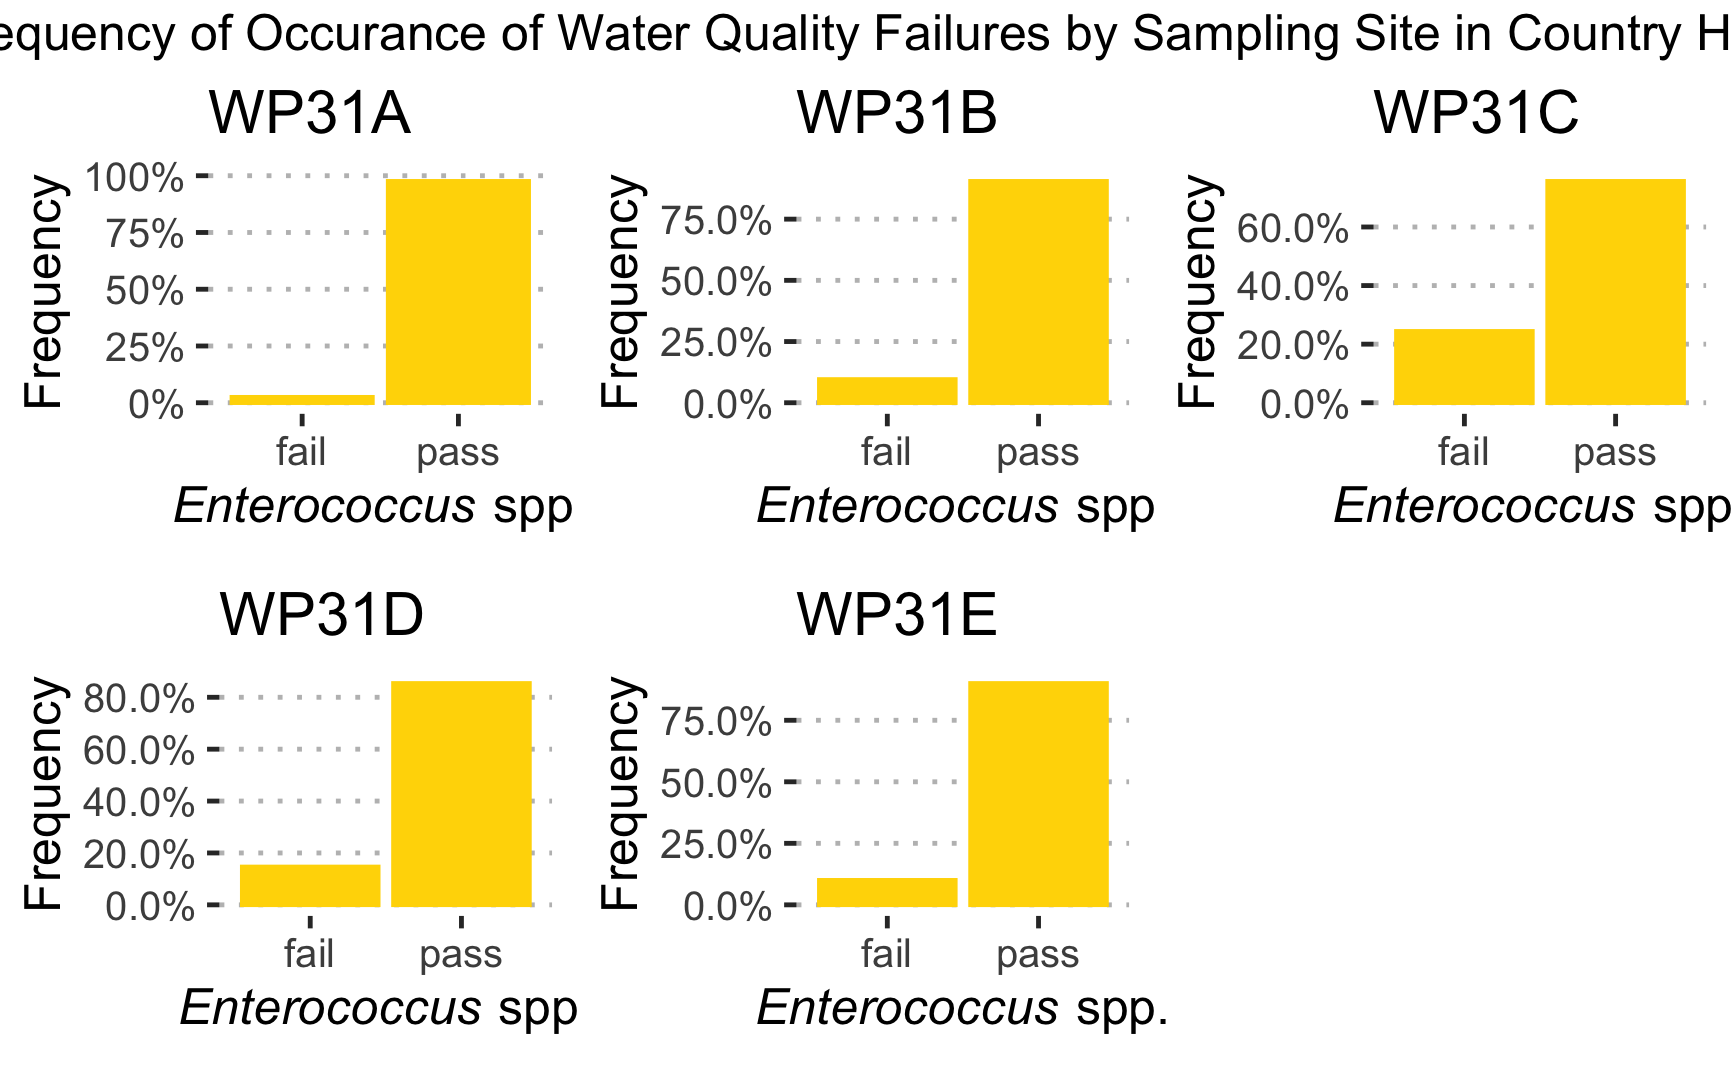 equency of Occurance of Water Quality Failures by Sampling Site in Country H
WP31A
Frequency
100%
75%
50%
25%
0%
fail pass
Enterococcus spp
WP31B
Frequency
75.0%
50.0%
25.0%
0.0%
fail pass
Enterococcus spp
WP31C
Frequency
60.0%
40.0%
20.0%
0.0%
fail pass
Enterococcus spp
WP31D
Frequency
80.0%
60.0%
40.0%
20.0%
0.0%
fail pass
Enterococcus spp
WP31E
Frequency
75.0%
50.0%
25.0%
0.0%
fail pass
Enterococcus spp.